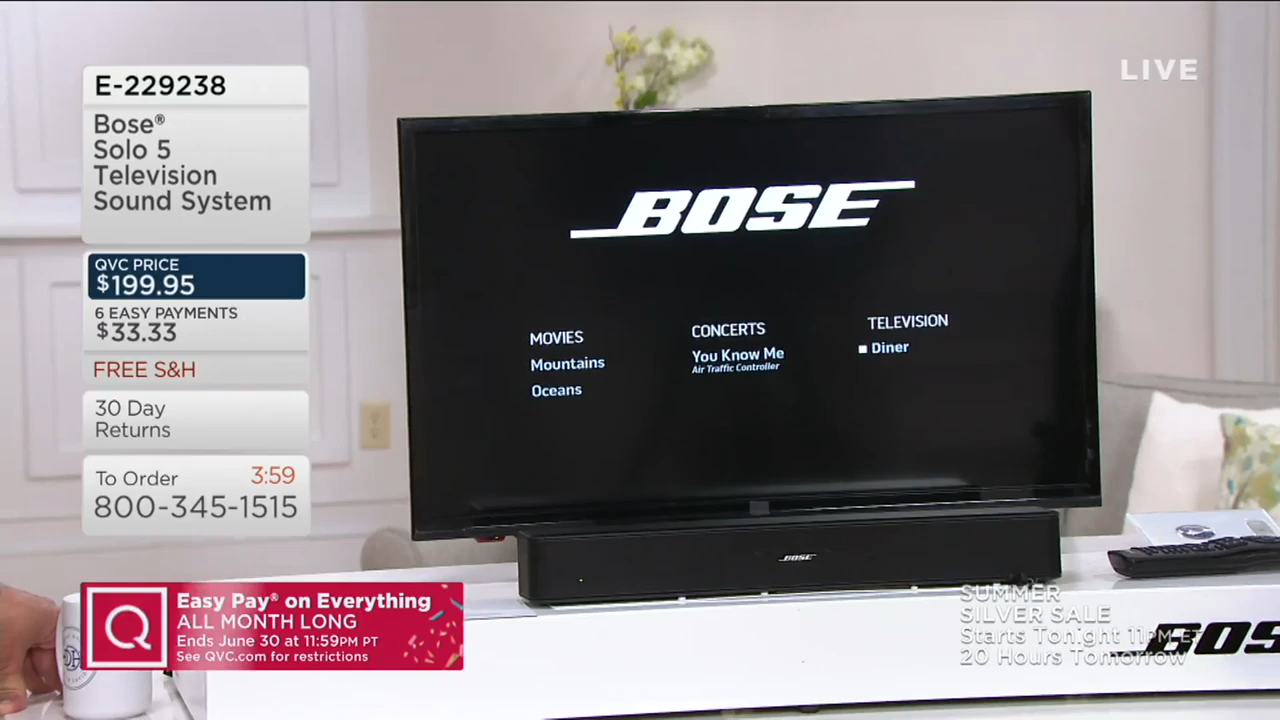 E-229238
Bose®
Solo 5
Television
Sound System
QVC PRICE
$199.95
6 EASY PAYMENTS
$33.33
FREE S&H
30 Day
Returns
To Order 3:59
800-345-1515
Q
Easy Pay® on Everything
ALL MONTH LONG
Ends June 30 at 11:59PM PT
See QVC.com for restrictions
LIVE
BOSE
MOVIES
Mountains
Oceans
CONCERTS
You Know Me
Air Traffic Controller
TELEVISION
Diner
BOSE
SUMMER
SILVER SALE
Starts Tonight 11PM ET
20 Hours Tomorrow
BOS